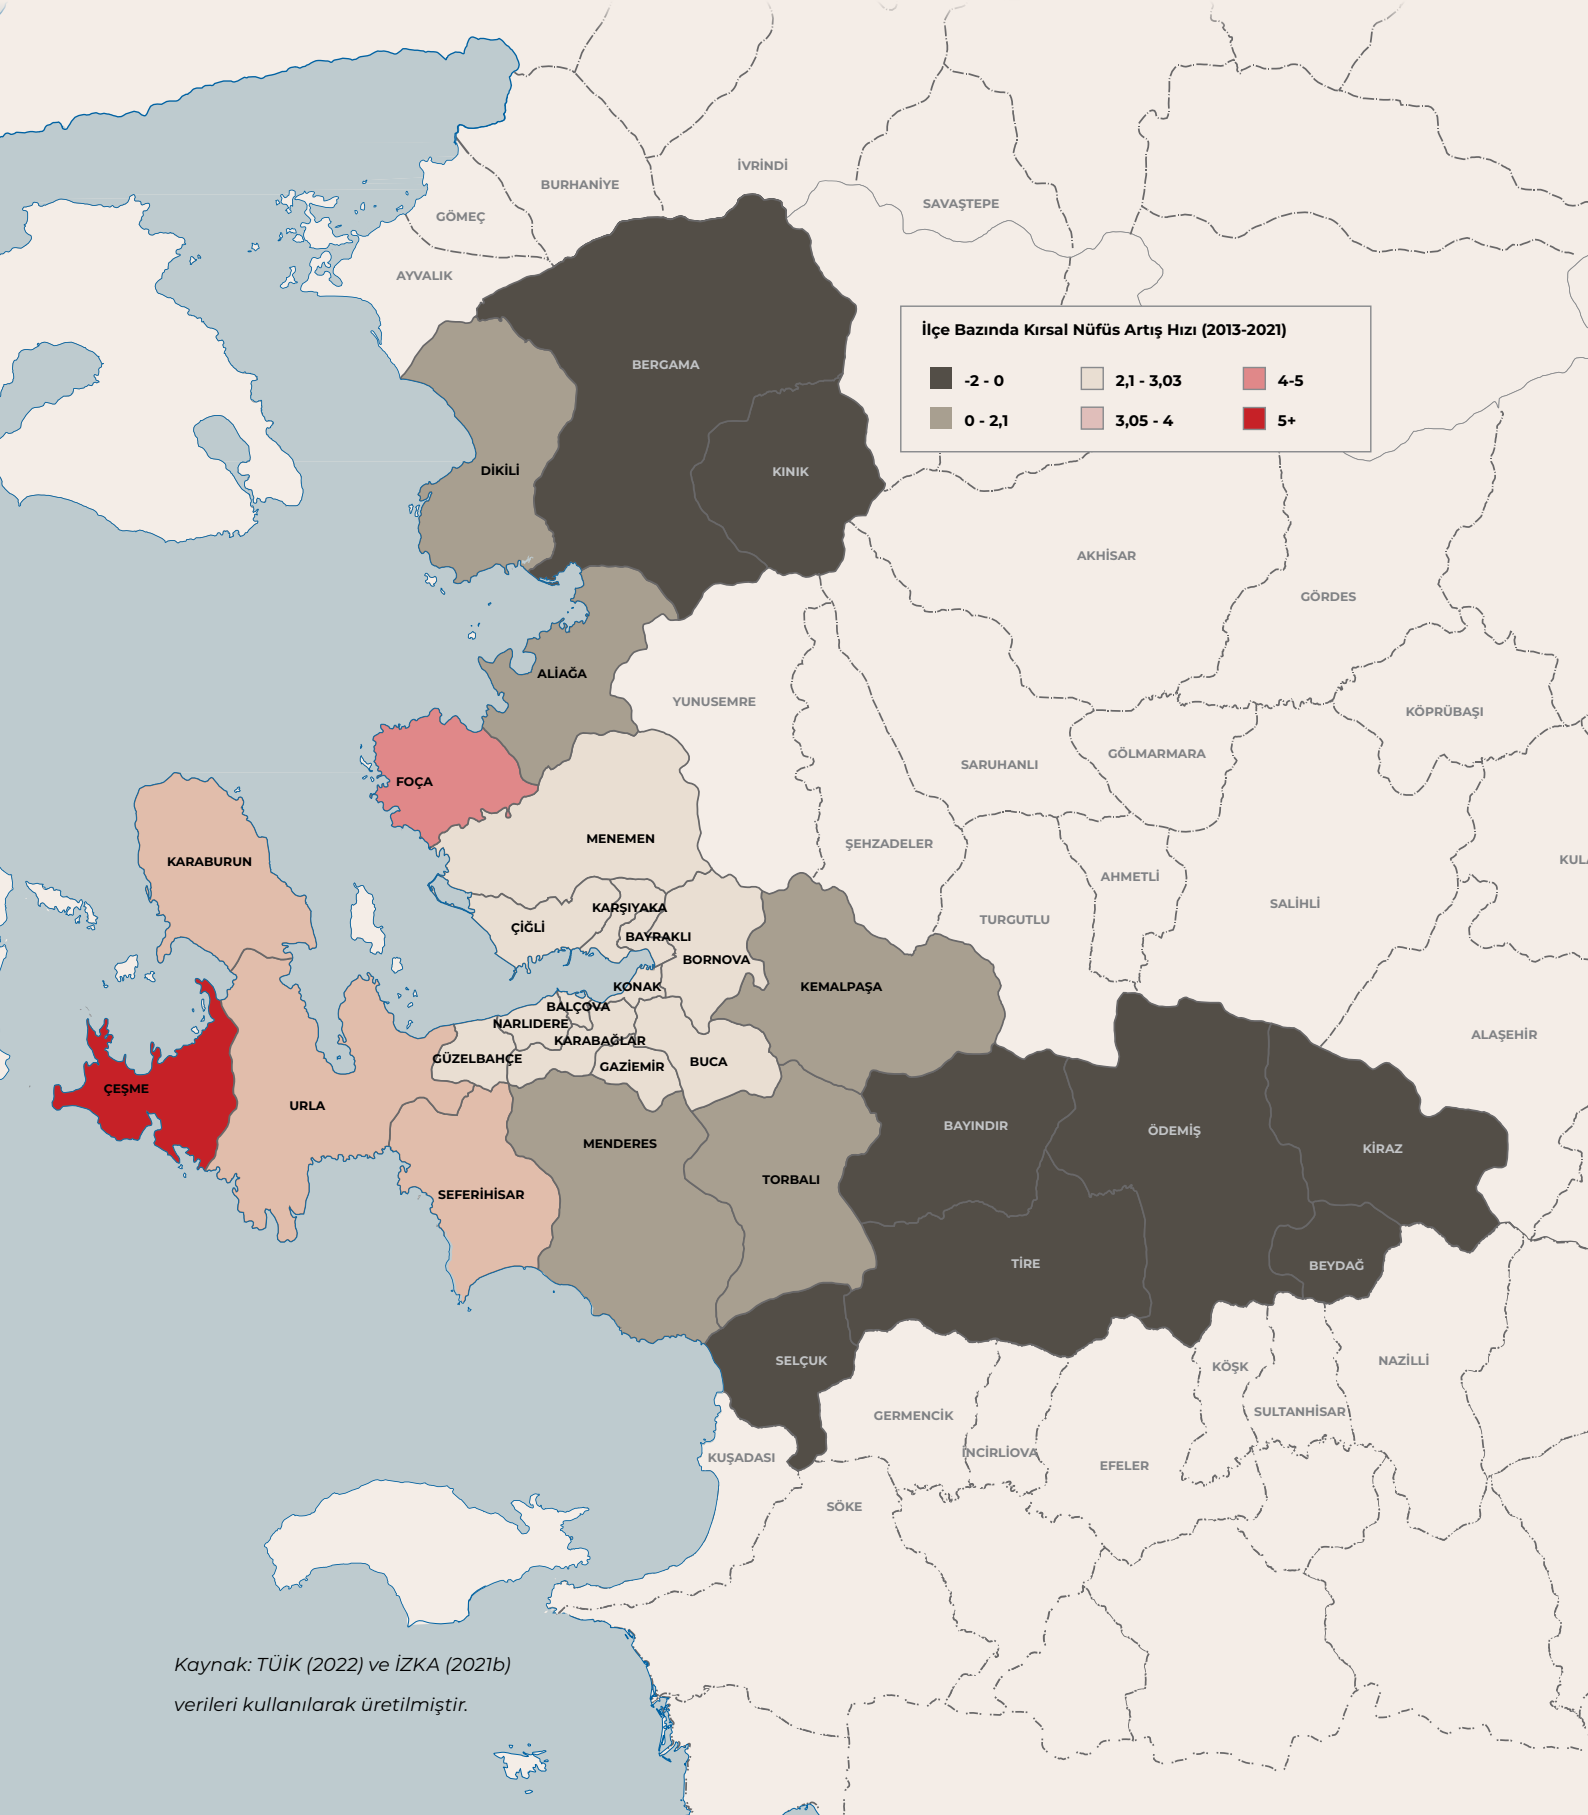 İVRİNDİ
BURHANİYE
SAVAŞTEPE
GÖMEÇ
AYVALIK
İlçe Bazında Kırsal Nüfüs Artış Hızı (2013-2021)
-2 - 0
2,1 - 3,03
4-5
0 - 2,1
3,05 - 4
5+
BERGAMA
DİKİLİ
KINIK
AKHİSAR
GÖRDES
ALİAĞA
YUNUSEMRE
KÖPRÜBAŞI
GÖLMARMARA
SARUHANLI
FOÇA
MENEMEN
ŞEHZADELER
KARABURUN
KULA
AHMETLİ
SALİHLİ
KARŞIYAKA
TURGUTLU
ÇİĞLİ
BAYRAKLI
BORNOVA
KONAK
KEMALPAŞA
BALÇOVA
NARLIDERE
KARABAĞLAR
ALAŞEHİR
GÜZELBAHÇE
GAZİEMİR
BUCA
ÇEŞME
URLA
BAYINDIR
ÖDEMİŞ
MENDERES
KİRAZ
TORBALI
SEFERİHİSAR
TİRE
BEYDAĞ
SELÇUK
KÖŞK
NAZİLLİ
GERMENCİK
SULTANHİSAR
İNCİRLİOVA
KUŞADASI
EFELER
SÖKE
Kaynak: TÜİK (2022) ve İZKA (2021b)
verileri kullanılarak üretilmiştir.